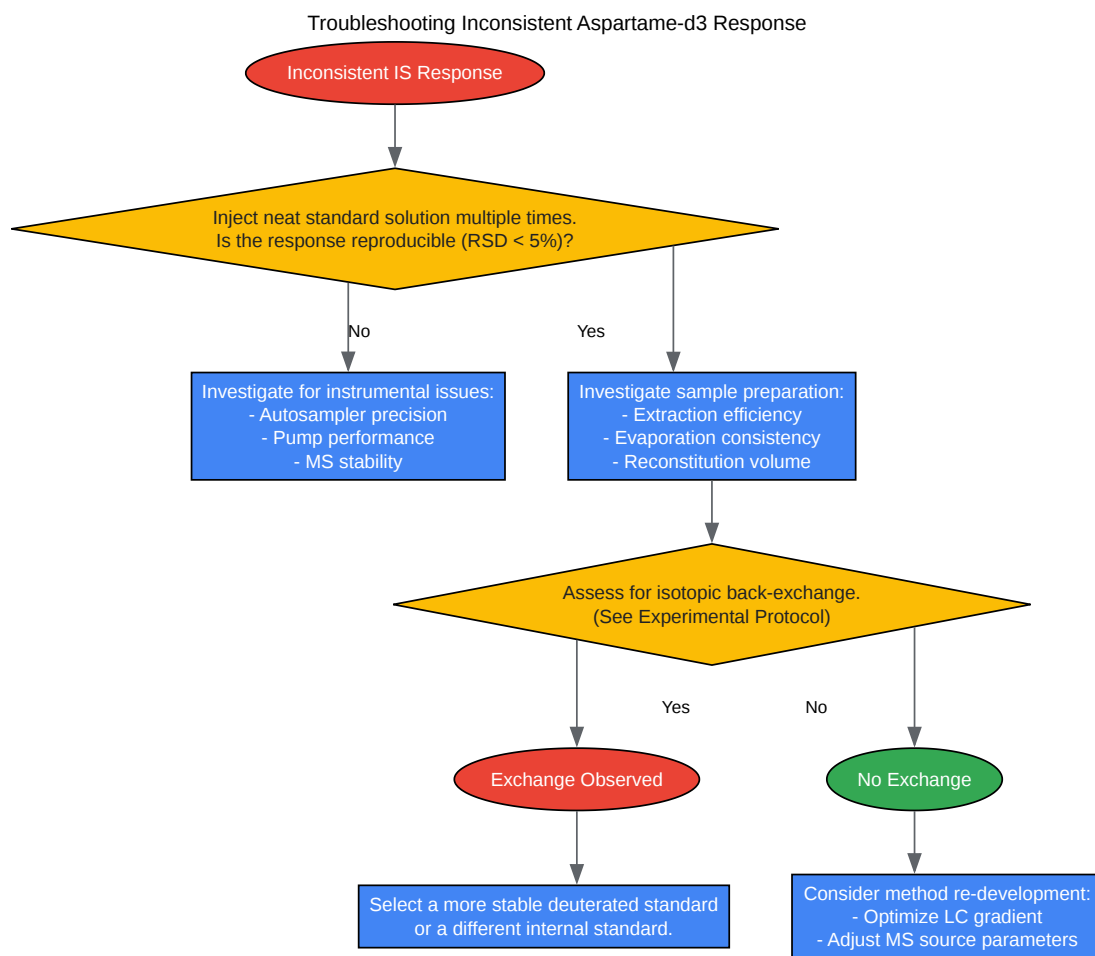 Troubleshooting Inconsistent Aspartame-d3 Response
Inconsistent IS Response
Inject neat standard solution multiple times.
Is the response reproducible (RSD < 5%)?
No
Yes
Investigate for instrumental issues:
- Autosampler precision
- Pump performance
- MS stability
Investigate sample preparation:
- Extraction efficiency
- Evaporation consistency
- Reconstitution volume
Assess for isotopic back-exchange.
(See Experimental Protocol)
Yes
No
Exchange Observed
No Exchange
Select a more stable deuterated standard
or a different internal standard.
Consider method re-development:
- Optimize LC gradient
- Adjust MS source parameters